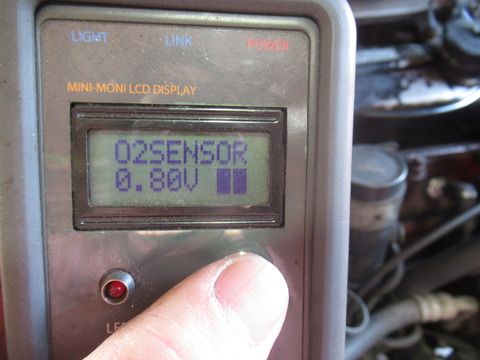 LIGHT LINK POWER
MINI-MONI LCD DISPLAY
O2SENSOR
0.80V